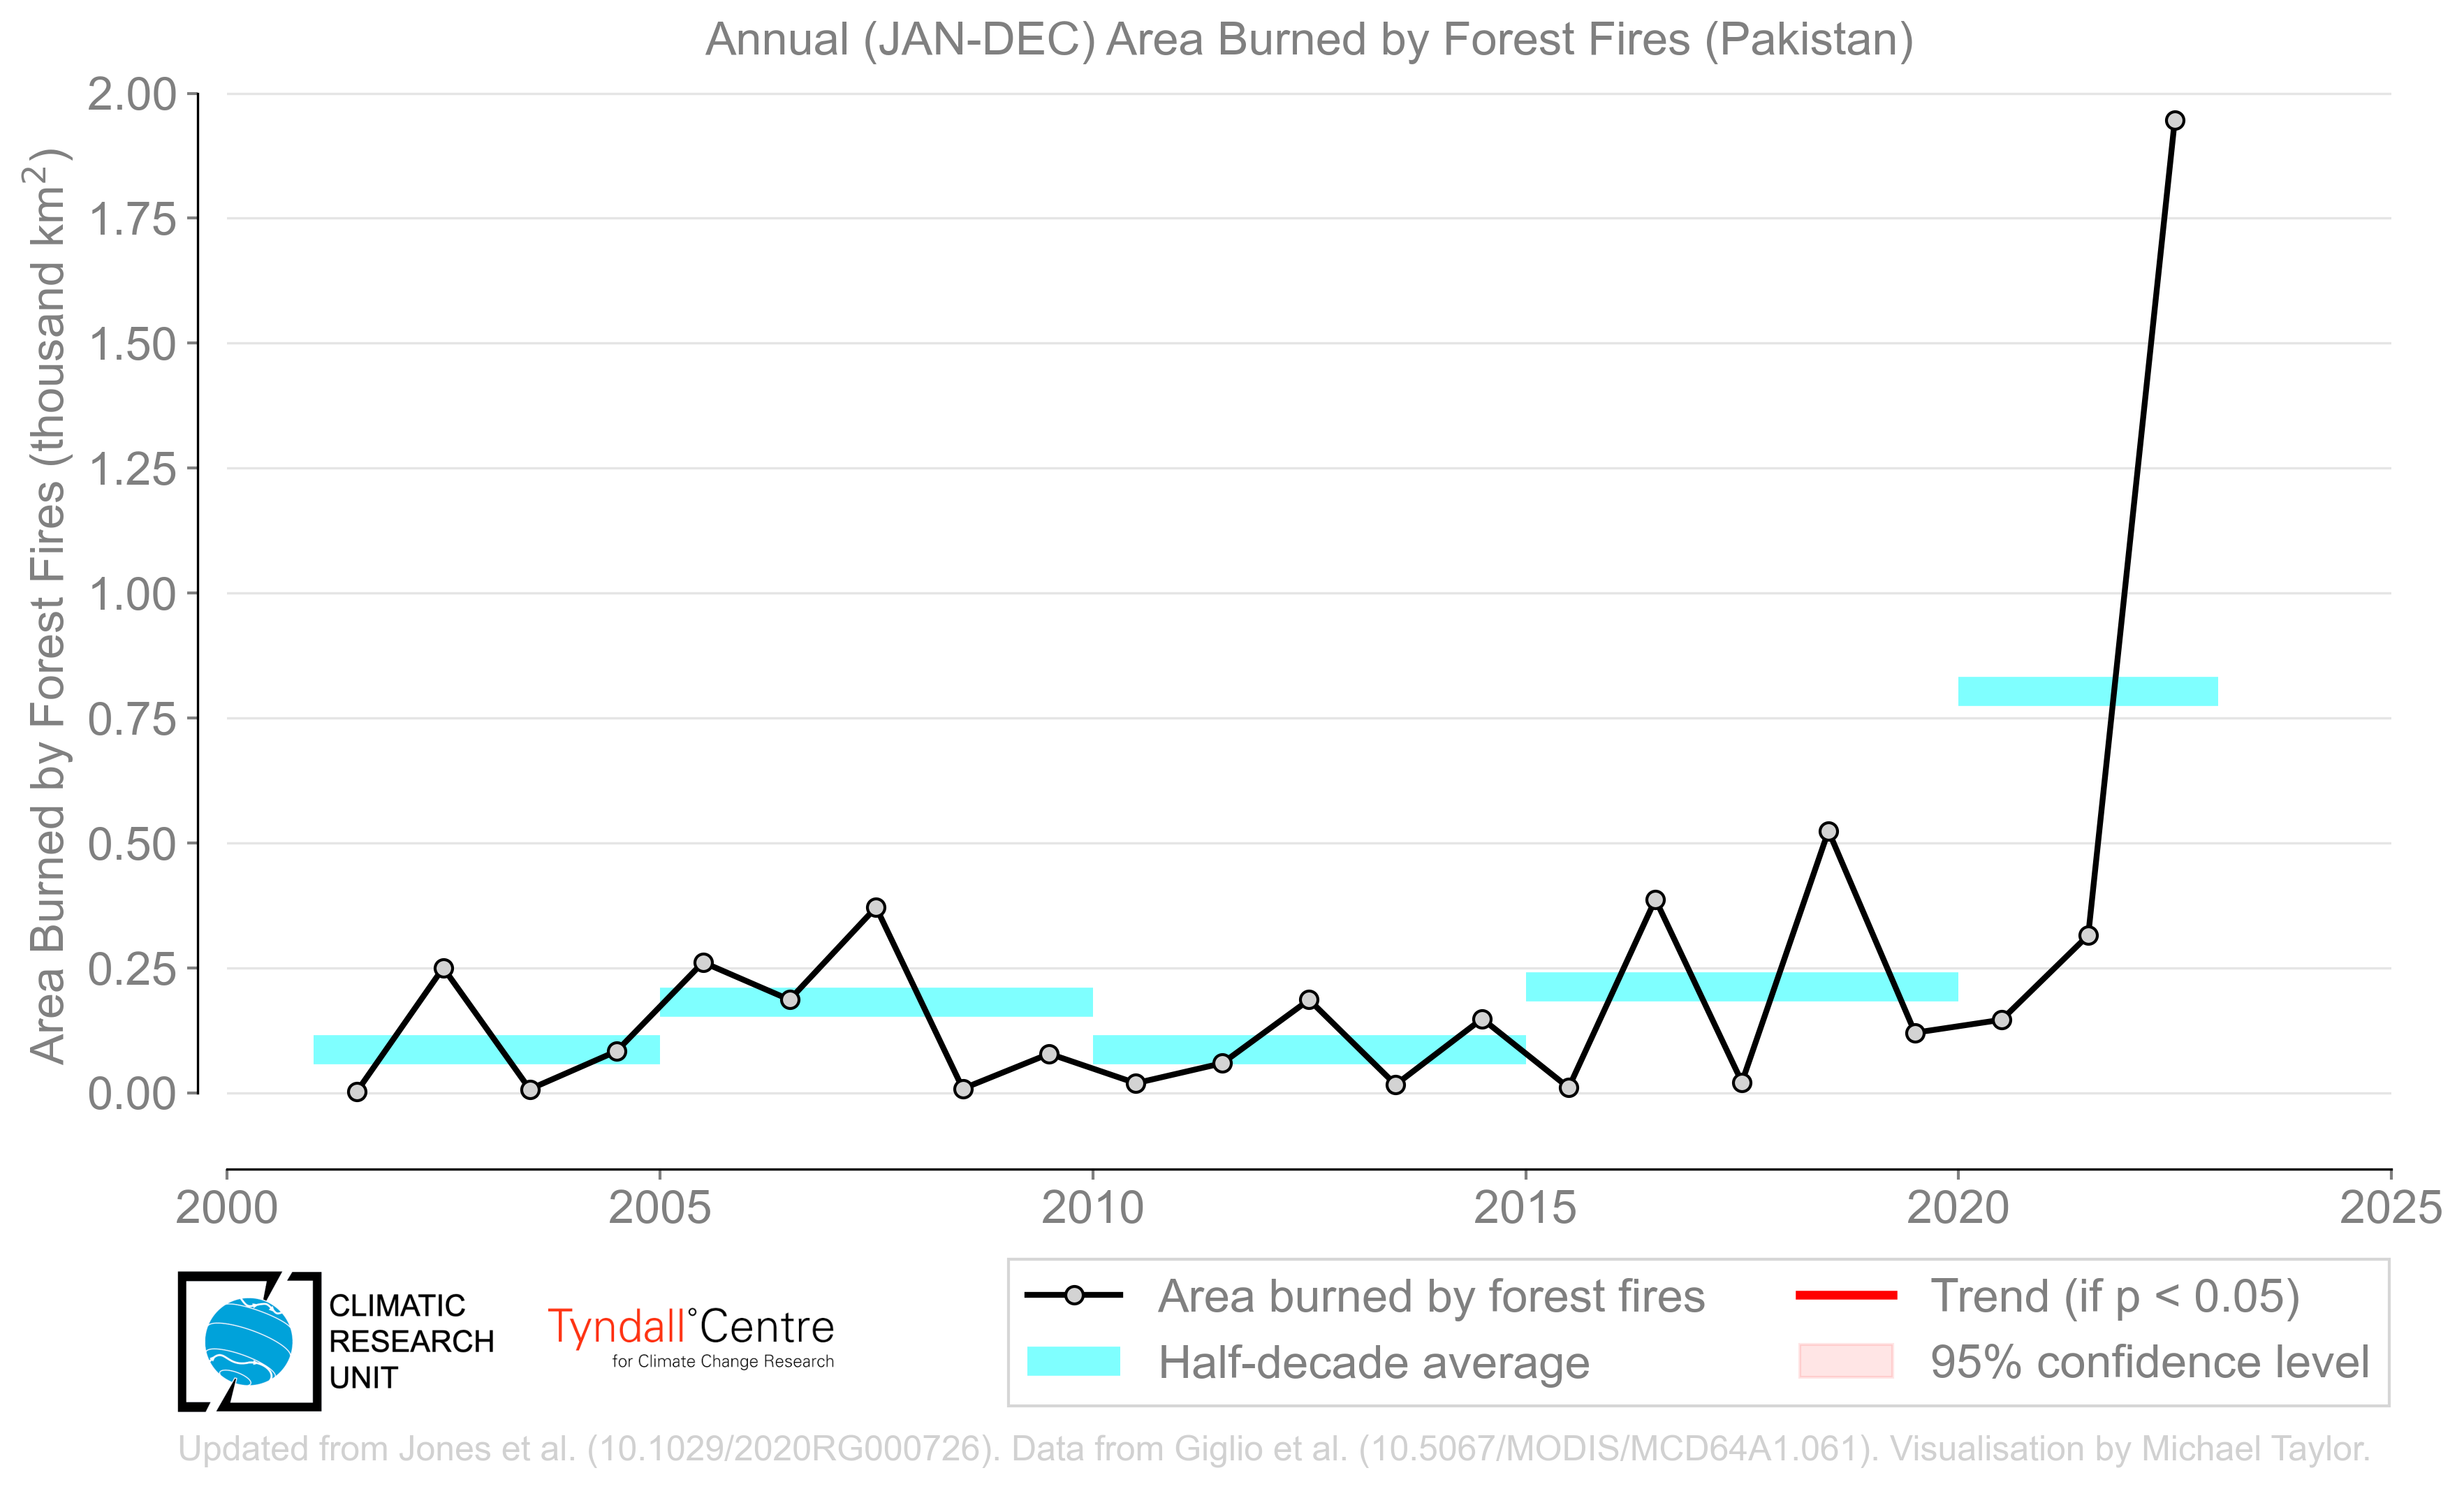 Annual (JAN-DEC) Area Burned by Forest Fires (Pakistan)
Area Burned by Forest Fires (thousand km²)
2.00
1.75
1.50
1.25
1.00
0.75
0.50
0.25
0.00
2000 2005 2010 2015 2020 2025
CLIMATIC
RESEARCH
UNIT
Tyndall°Centre
for Climate Change Research
Area burned by forest fires
Half-decade average
Trend (if p < 0.05)
95% confidence level
Updated from Jones et al. (10.1029/2020RG000726). Data from Giglio et al. (10.5067/MODIS/MCD64A1.061). Visualisation by Michael Taylor.